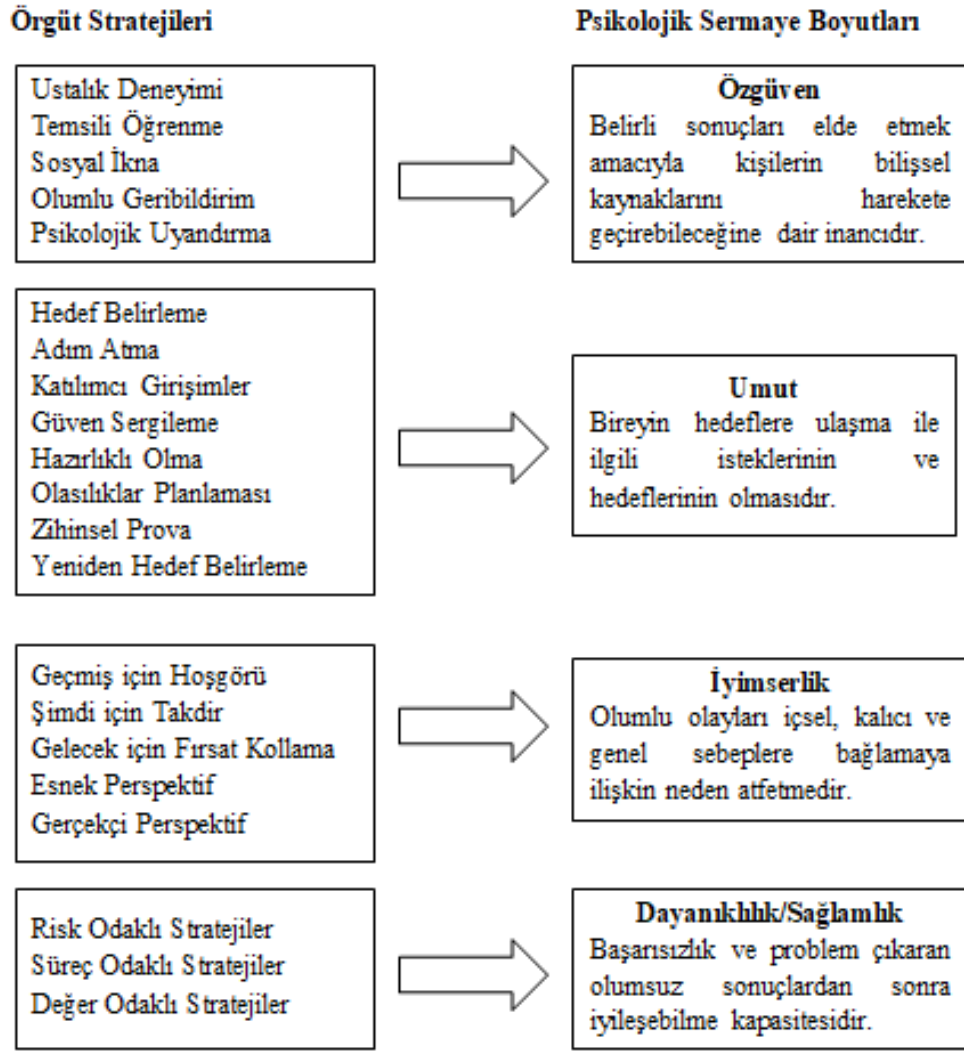 Örgüt Stratejileri
Psikolojik Sermaye Boyutları
Ustalık Deneyimi
Temsili Öğrenme
Sosyal İkna
Olumlu Geribildirim
Psikolojik Uyandırma
Özgüven
Belirli sonuçları elde etmek
amacıyla kişilerin bilişsel
kaynaklarını harekete
geçirebileceğine dair inancıdır.
Hedef Belirleme
Adım Atma
Katılımcı Girişimler
Güven Sergileme
Hazırlıklı Olma
Olasılıklar Planlaması
Zihinsel Prova
Yeniden Hedef Belirleme
Umut
Bireyin hedeflere ulaşma ile
ilgili isteklerinin ve
hedeflerinin olmasıdır.
Geçmiş için Hoşgörü
Şimdi için Takdir
Gelecek için Fırsat Kollama
Esnek Perspektif
Gerçekçi Perspektif
İyimserlik
Olumlu olayları içsel, kalıcı ve
genel sebeplere bağlamaya
ilişkin neden atfetmedir.
Risk Odaklı Stratejiler
Süreç Odaklı Stratejiler
Değer Odaklı Stratejiler
Dayanıklılık/Sağlamlık
Başarısızlık ve problem çıkaran
olumsuz sonuçlardan sonra
iyileşebilme kapasitesidir.